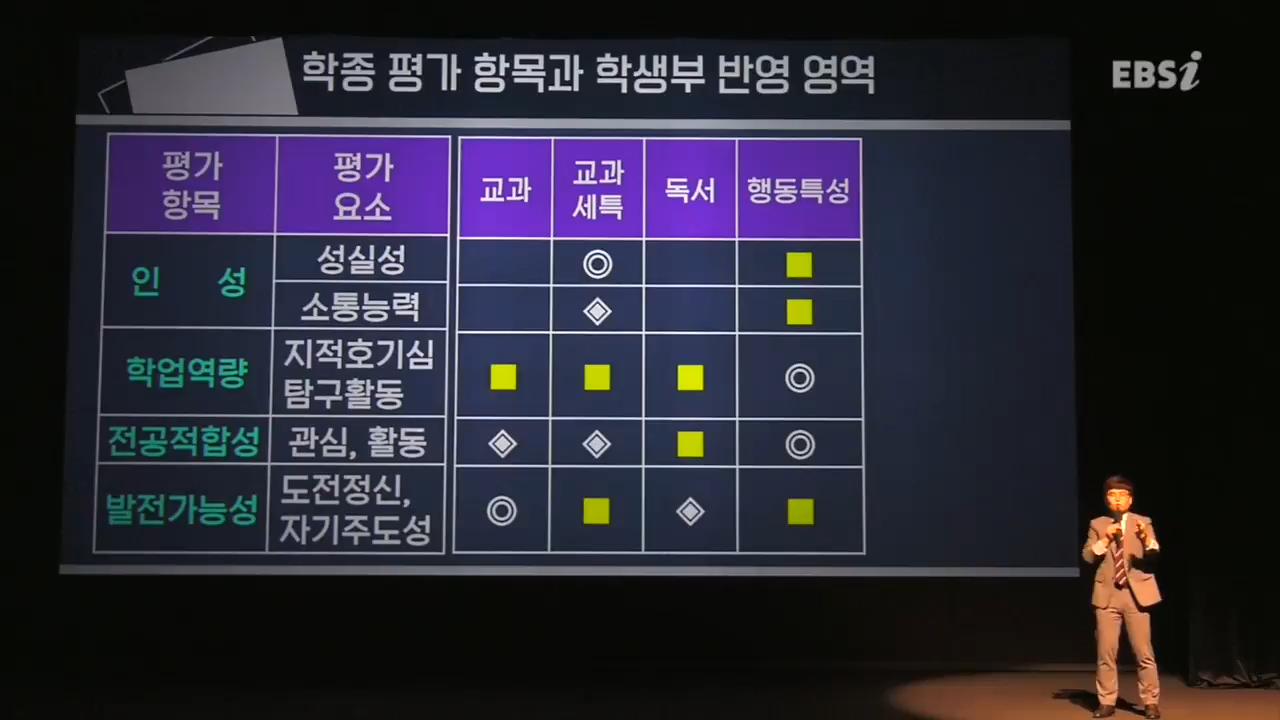 학종 평가 항목과 학생부 반영 영역
EBSi
평가
항목
평가
요소
교과
교과
세특
독서
행동특성
인 성
성실성
◎ ■
소통능력
◈ ■
학업역량
지적호기심
탐구활동
■ ■ ■ ◎
전공적합성
관심, 활동
◈ ◈ ■ ◎
발전가능성
도전정신,
자기주도성
◎ ■ ◈ ■